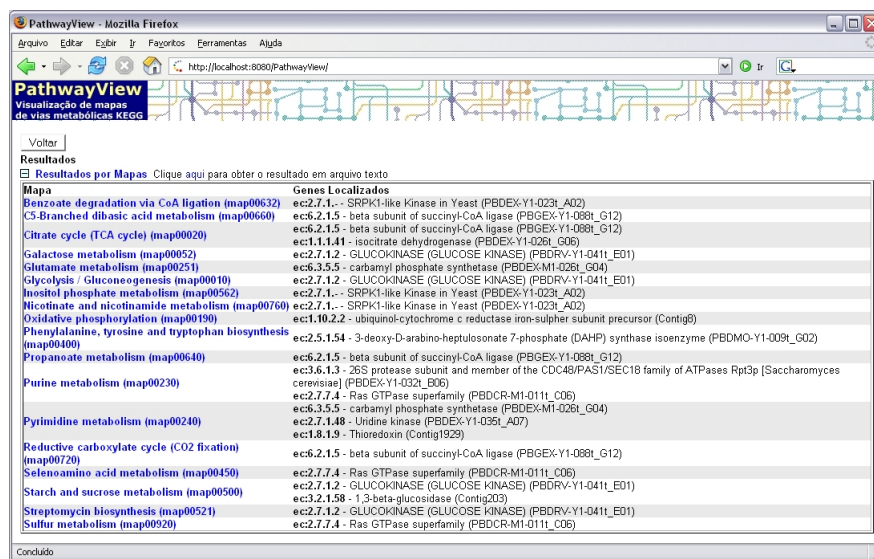 PathwayView - Mozilla Firefox
Arquivo Editar Exibir Ir Favoritos Ferramentas Ajuda
http://localhost:8080/PathwayView/ Ir
PathwayView
Visualização de mapas
de vias metabólicas KEGG
Voltar
Resultados
Resultados por Mapas Clique aqui para obter o resultado em arquivo texto
Mapa Genes Localizados
Benzoate degradation via CoA ligation (map00632) ec:2.7.1.- - SRPK1-like Kinase in Yeast (PBDEX-Y1-023t_A02)
C5-Branched dibasic acid metabolism (map00660) ec:6.2.1.5 - beta subunit of succinyl-CoA ligase (PBGEX-Y1-088t_G12)
Citrate cycle (TCA cycle) (map00020) ec:6.2.1.5 - beta subunit of succinyl-CoA ligase (PBGEX-Y1-088t_G12)
ec:1.1.1.41 - isocitrate dehydrogenase (PBDEX-Y1-026t_G06)
Galactose metabolism (map00052) ec:2.7.1.2 - GLUCOKINASE (GLUCOSE KINASE) (PBDRV-Y1-041t_E01)
Glutamate metabolism (map00251) ec:6.3.5.5 - carbamyl phosphate synthetase (PBDEX-M1-026t_G04)
Glycolysis / Gluconeogenesis (map00010) ec:2.7.1.2 - GLUCOKINASE (GLUCOSE KINASE) (PBDRV-Y1-041t_E01)
Inositol phosphate metabolism (map00562) ec:2.7.1.- - SRPK1-like Kinase in Yeast (PBDEX-Y1-023t_A02)
Nicotinate and nicotinamide metabolism (map00760) ec:2.7.1.- - SRPK1-like Kinase in Yeast (PBDEX-Y1-023t_A02)
Oxidative phosphorylation (map00190) ec:1.10.2.2 - ubiquinol-cytochrome c reductase iron-sulpher subunit precursor (Contig8)
Phenylalanine, tyrosine and tryptophan biosynthesis
(map00400) ec:2.5.1.54 - 3-deoxy-D-arabino-heptulosonate 7-phosphate (DAHP) synthase isoenzyme (PBDMO-Y1-009t_G02)
Propanoate metabolism (map00640) ec:6.2.1.5 - beta subunit of succinyl-CoA ligase (PBGEX-Y1-088t_G12)
Purine metabolism (map00230) ec:3.6.1.3 - 26S protease subunit and member of the CDC48/PAS1/SEC18 family of ATPases Rpt3p [Saccharomyces
cerevisiae] (PBDEX-Y1-032t_B06)
ec:2.7.7.4 - Ras GTPase superfamily (PBDCR-M1-011t_C06)
Pyrimidine metabolism (map00240) ec:6.3.5.5 - carbamyl phosphate synthetase (PBDEX-M1-026t_G04)
ec:2.7.1.48 - Uridine kinase (PBDEX-Y1-035t_A07)
ec:1.8.1.9 - Thioredoxin (Contig1929)
Reductive carboxylate cycle (CO2 fixation)
(map00720) ec:6.2.1.5 - beta subunit of succinyl-CoA ligase (PBGEX-Y1-088t_G12)
Selenoamino acid metabolism (map00450) ec:2.7.7.4 - Ras GTPase superfamily (PBDCR-M1-011t_C06)
Starch and sucrose metabolism (map00500) ec:2.7.1.2 - GLUCOKINASE (GLUCOSE KINASE) (PBDRV-Y1-041t_E01)
ec:3.2.1.58 - 1,3-beta-glucosidase (Contig203)
Streptomycin biosynthesis (map00521) ec:2.7.1.2 - GLUCOKINASE (GLUCOSE KINASE) (PBDRV-Y1-041t_E01)
Sulfur metabolism (map00920) ec:2.7.7.4 - Ras GTPase superfamily (PBDCR-M1-011t_C06)
Concluído